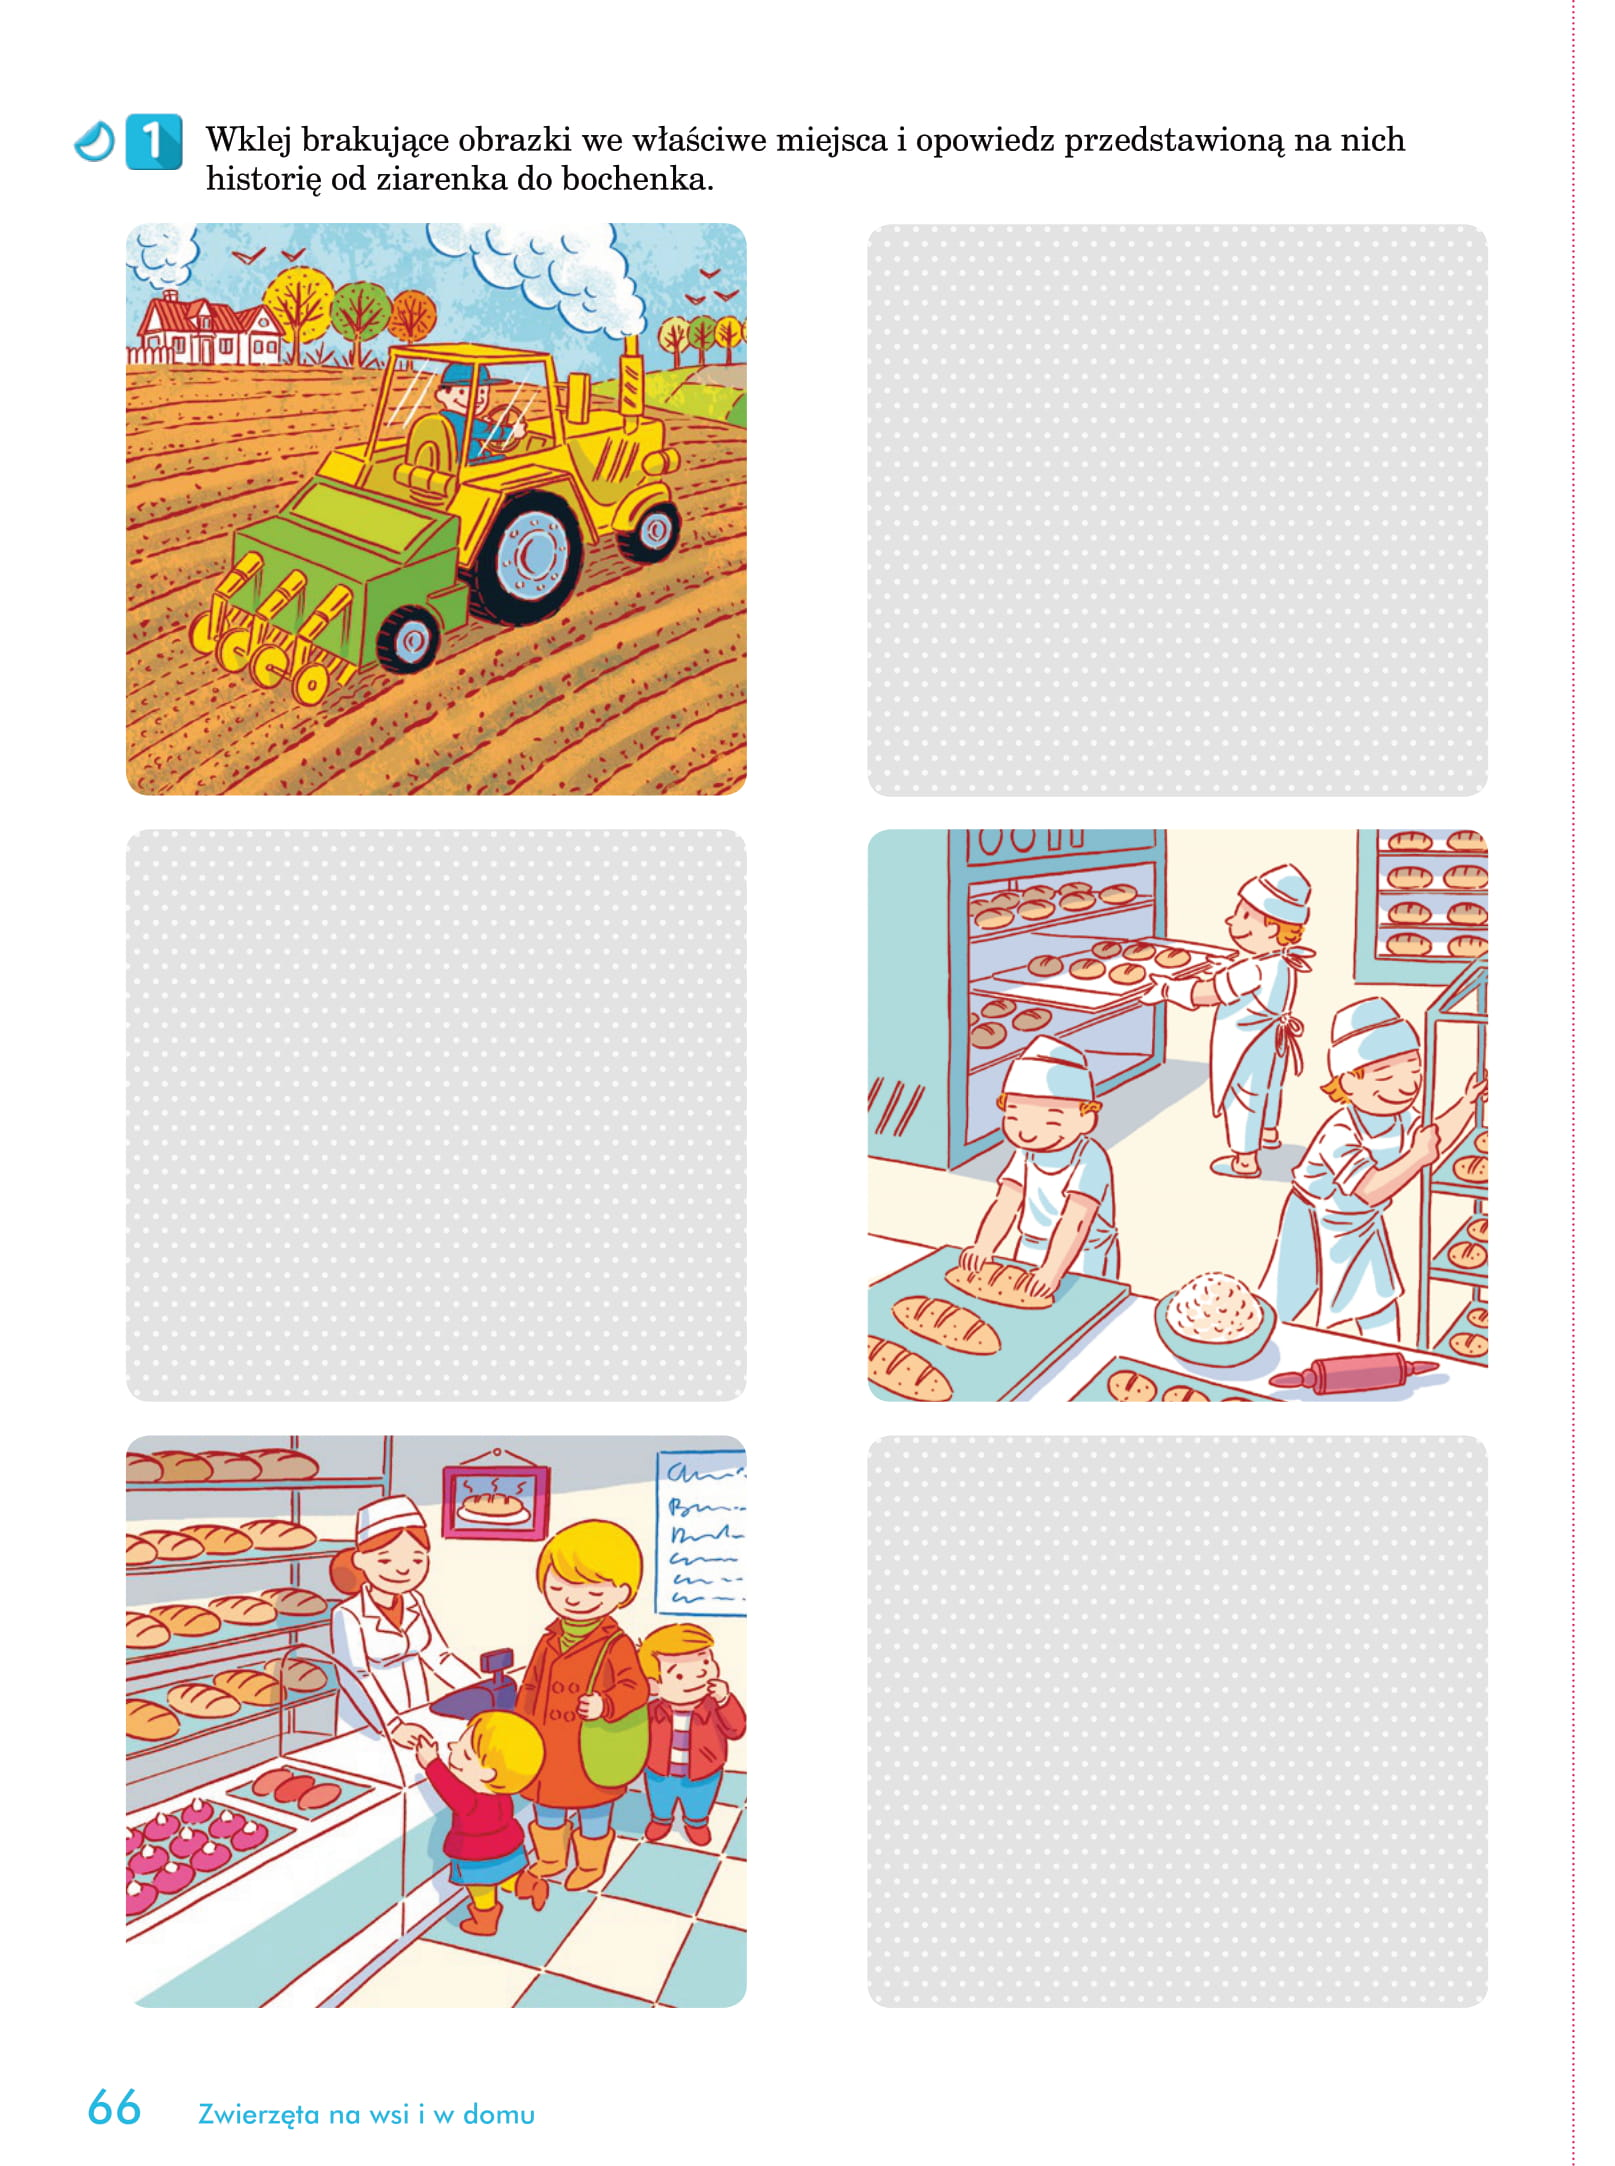 1 Wklej brakujące obrazki we właściwe miejsca i opowiedz przedstawioną na nich
historię od ziarenka do bochenka.
66 Zwierzęta na wsi i w domu